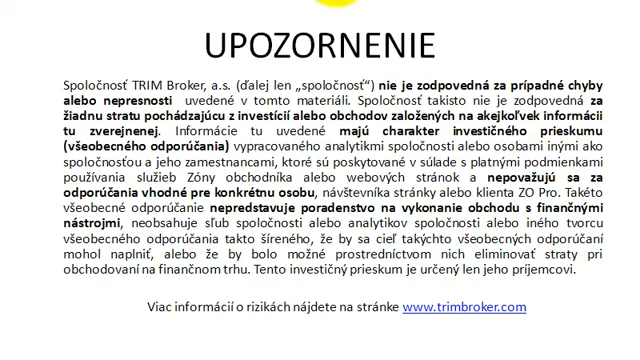 UPOZORNENIE
Spoločnosť TRIM Broker, a.s. (ďalej len „spoločnosť“) nie je zodpovedná za prípadné chyby
alebo nepresnosti uvedené v tomto materiáli. Spoločnosť takisto nie je zodpovedná za
žiadnu stratu pochádzajúcu z investícií alebo obchodov založených na akejkoľvek informácii
tu zverejnenej. Informácie tu uvedené majú charakter investičného prieskumu
(všeobecného odporúčania) vypracovaného analytikmi spoločnosti alebo osobami inými ako
spoločnosťou a jeho zamestnancami, ktoré sú poskytované v súlade s platnými podmienkami
používania služieb Zóny obchodníka alebo webových stránok a nepovažujú sa za
odporúčania vhodné pre konkrétnu osobu, návštevníka stránky alebo klienta ZO Pro. Takéto
všeobecné odporúčanie nepredstavuje poradenstvo na vykonanie obchodu s finančnými
nástrojmi, neobsahuje sľub spoločnosti alebo analytikov spoločnosti alebo iného tvorcu
všeobecného odporúčania takto šíreného, že by sa cieľ takýchto všeobecných odporúčaní
mohol naplniť, alebo že by bolo možné prostredníctvom nich eliminovať straty pri
obchodovaní na finančnom trhu. Tento investičný prieskum je určený len jeho príjemcovi.
Viac informácií o rizikách nájdete na stránke www.trimbroker.com